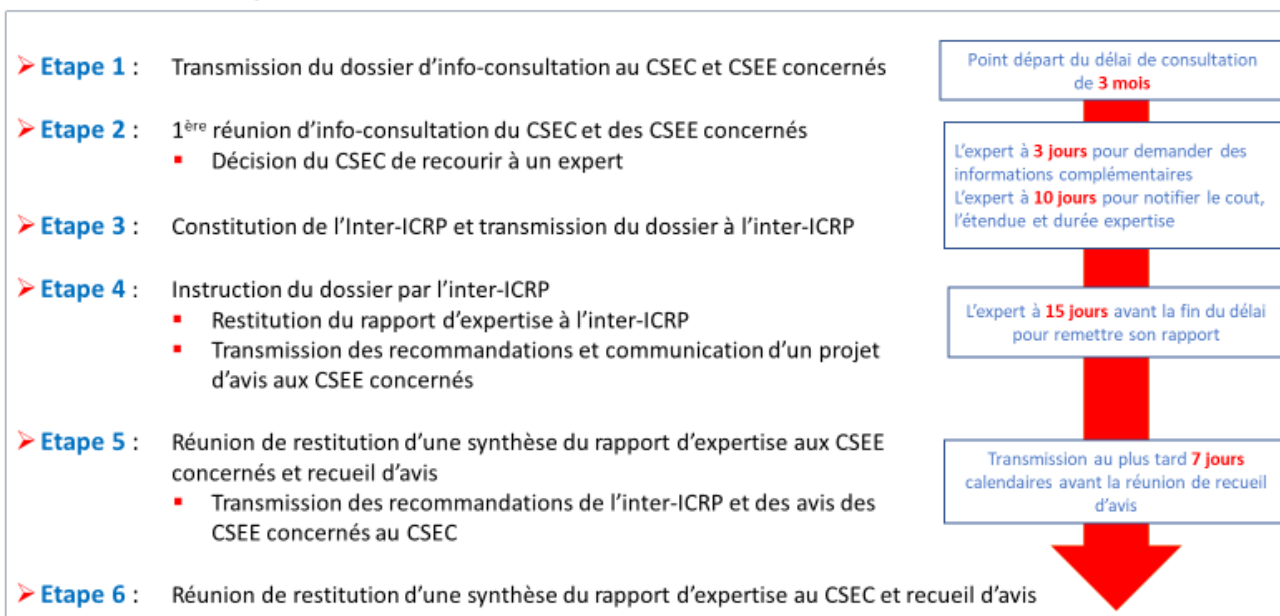 ➢ Etape 1 : Transmission du dossier d'info-consultation au CSEC et CSEE concernés
Point départ du délai de consultation
de 3 mois
➢ Etape 2 : 1ère réunion d'info-consultation du CSEC et des CSEE concernés
▪ Décision du CSEC de recourir à un expert
L'expert à 3 jours pour demander des
informations complémentaires
L'expert à 10 jours pour notifier le cout,
l'étendue et durée expertise
➢ Etape 3 : Constitution de l'Inter-ICRP et transmission du dossier à l'inter-ICRP
➢ Etape 4 : Instruction du dossier par l'inter-ICRP
▪ Restitution du rapport d'expertise à l'inter-ICRP
▪ Transmission des recommandations et communication d'un projet
d'avis aux CSEE concernés
L'expert à 15 jours avant la fin du délai
pour remettre son rapport
➢ Etape 5 : Réunion de restitution d'une synthèse du rapport d'expertise aux CSEE
concernés et recueil d'avis
▪ Transmission des recommandations de l'inter-ICRP et des avis des
CSEE concernés au CSEC
Transmission au plus tard 7 jours
calendaires avant la réunion de recueil
d'avis
➢ Etape 6 : Réunion de restitution d'une synthèse du rapport d'expertise au CSEC et recueil d'avis